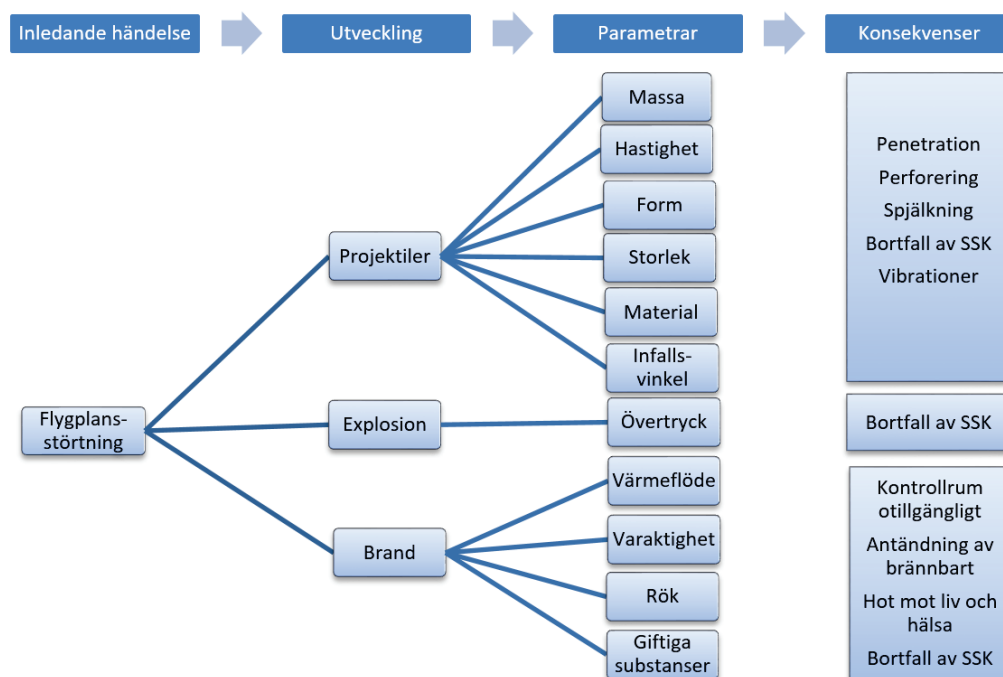 Inledande händelse
Utveckling
Parametrar
Konsekvenser
Flygplans-
störtning
Projektiler
Explosion
Brand
Massa
Hastighet
Form
Storlek
Material
Infalls-
vinkel
Övertryck
Värmeflöde
Varaktighet
Rök
Giftiga
substanser
Penetration
Perforering
Spjälkning
Bortfall av SSK
Vibrationer
Bortfall av SSK
Kontrollrum
otillgängligt
Antändning av
brännbart
Hot mot liv och
hälsa
Bortfall av SSK